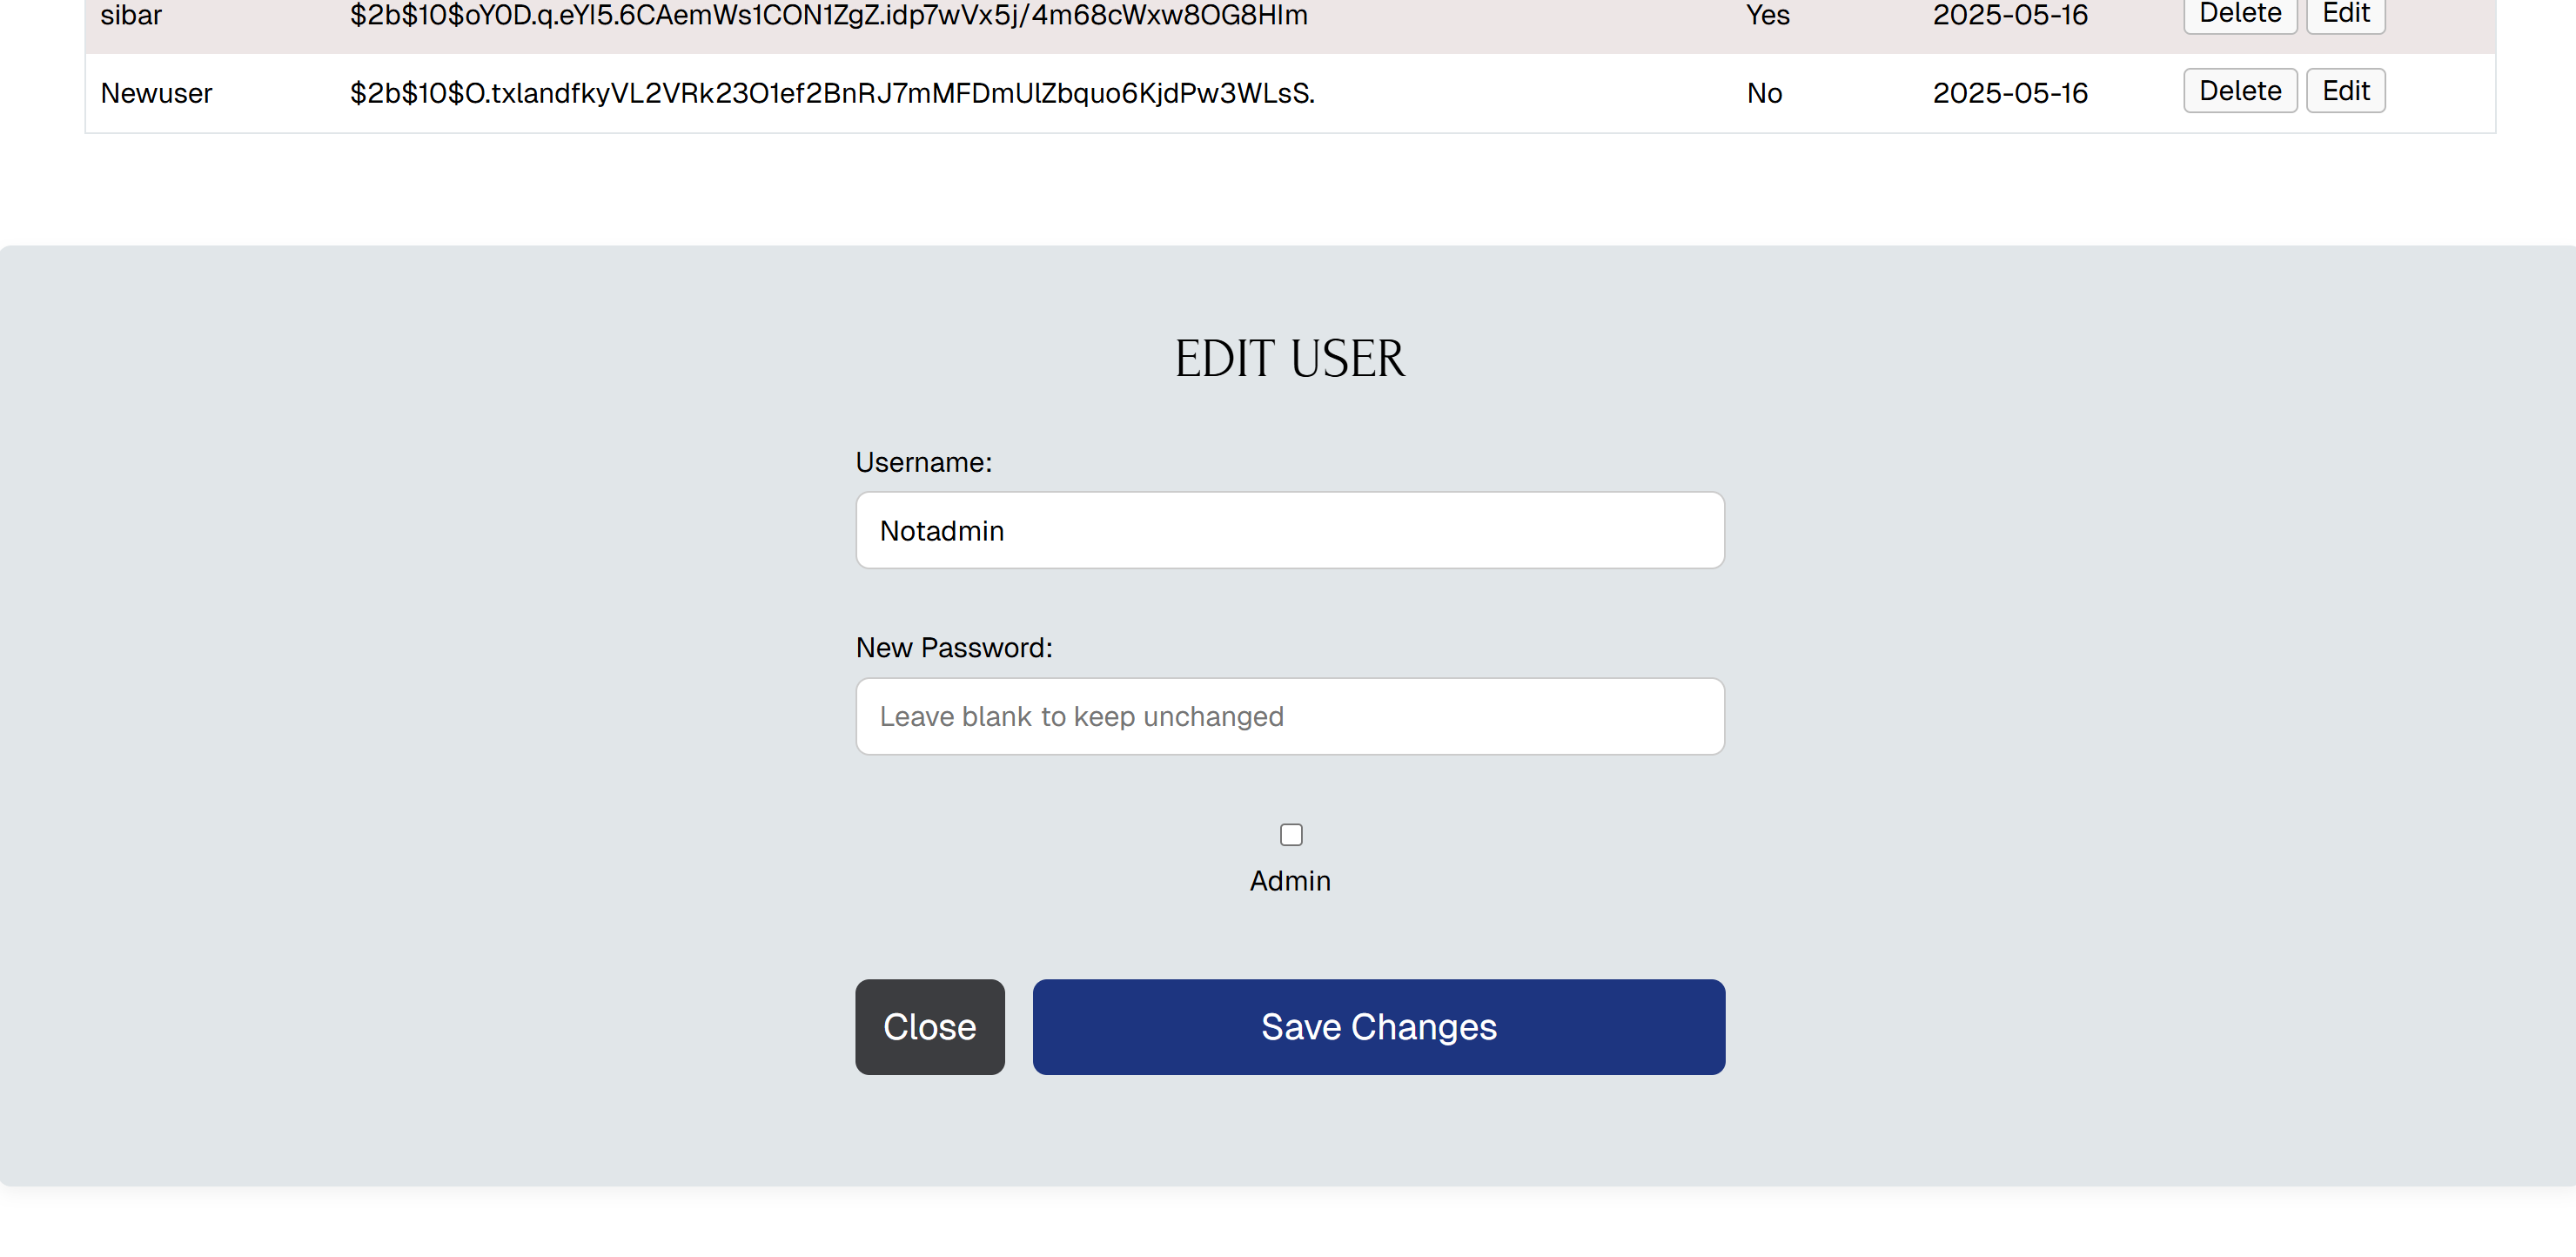 sibar $2b$10$oY0D.q.eYI5.6CAemWs1CON1ZgZ.idp7wVx5j/4m68cWxw8OG8HIm Yes 2025-05-16 Delete Edit
Newuser $2b$10$O.txlandfkyVL2VRk23O1ef2BnRJ7mMFDmUlZbquo6KjdPw3WLsS. No 2025-05-16 Delete Edit
EDIT USER
Username:
Notadmin
New Password:
Leave blank to keep unchanged
Admin
Close Save Changes